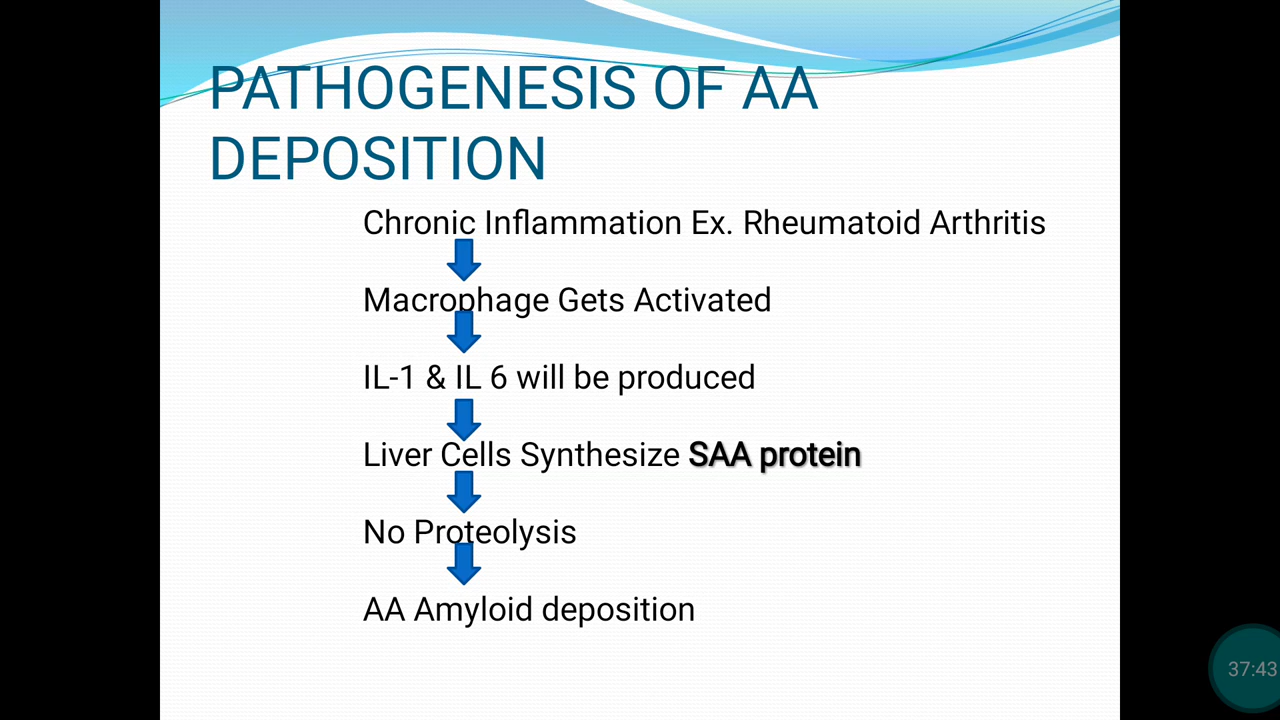 PATHOGENESIS OF AA
DEPOSITION
Chronic Inflammation Ex. Rheumatoid Arthritis
Macrophage Gets Activated
IL-1 & IL 6 will be produced
Liver Cells Synthesize SAA protein
No Proteolysis
AA Amyloid deposition
37:43